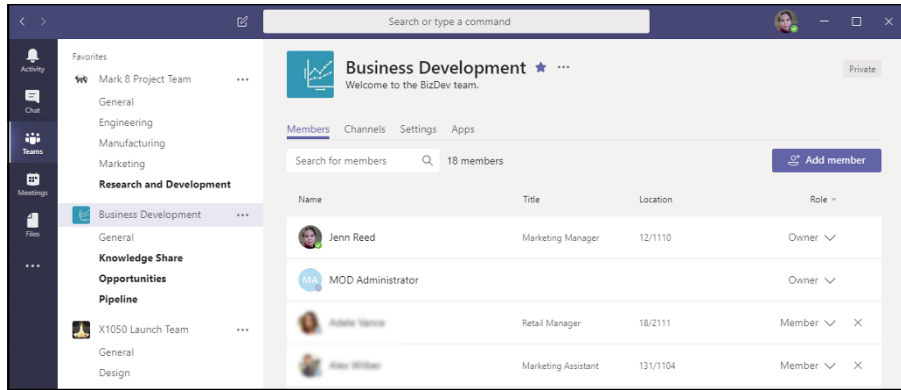 Search or type a command
Activity
Chat
Teams
Meetings
Files
Favorites
Mark 8 Project Team
General
Engineering
Manufacturing
Marketing
Research and Development
Business Development
General
Knowledge Share
Opportunities
Pipeline
X1050 Launch Team
General
Design
Business Development
Welcome to the BizDev team.
Private
Members Channels Settings Apps
Search for members 18 members Add member
Name Title Location Role
Jenn Reed Marketing Manager 12/1110 Owner
MA MOD Administrator Owner
Retail Manager 18/2111 Member
Marketing Assistant 131/1104 Member